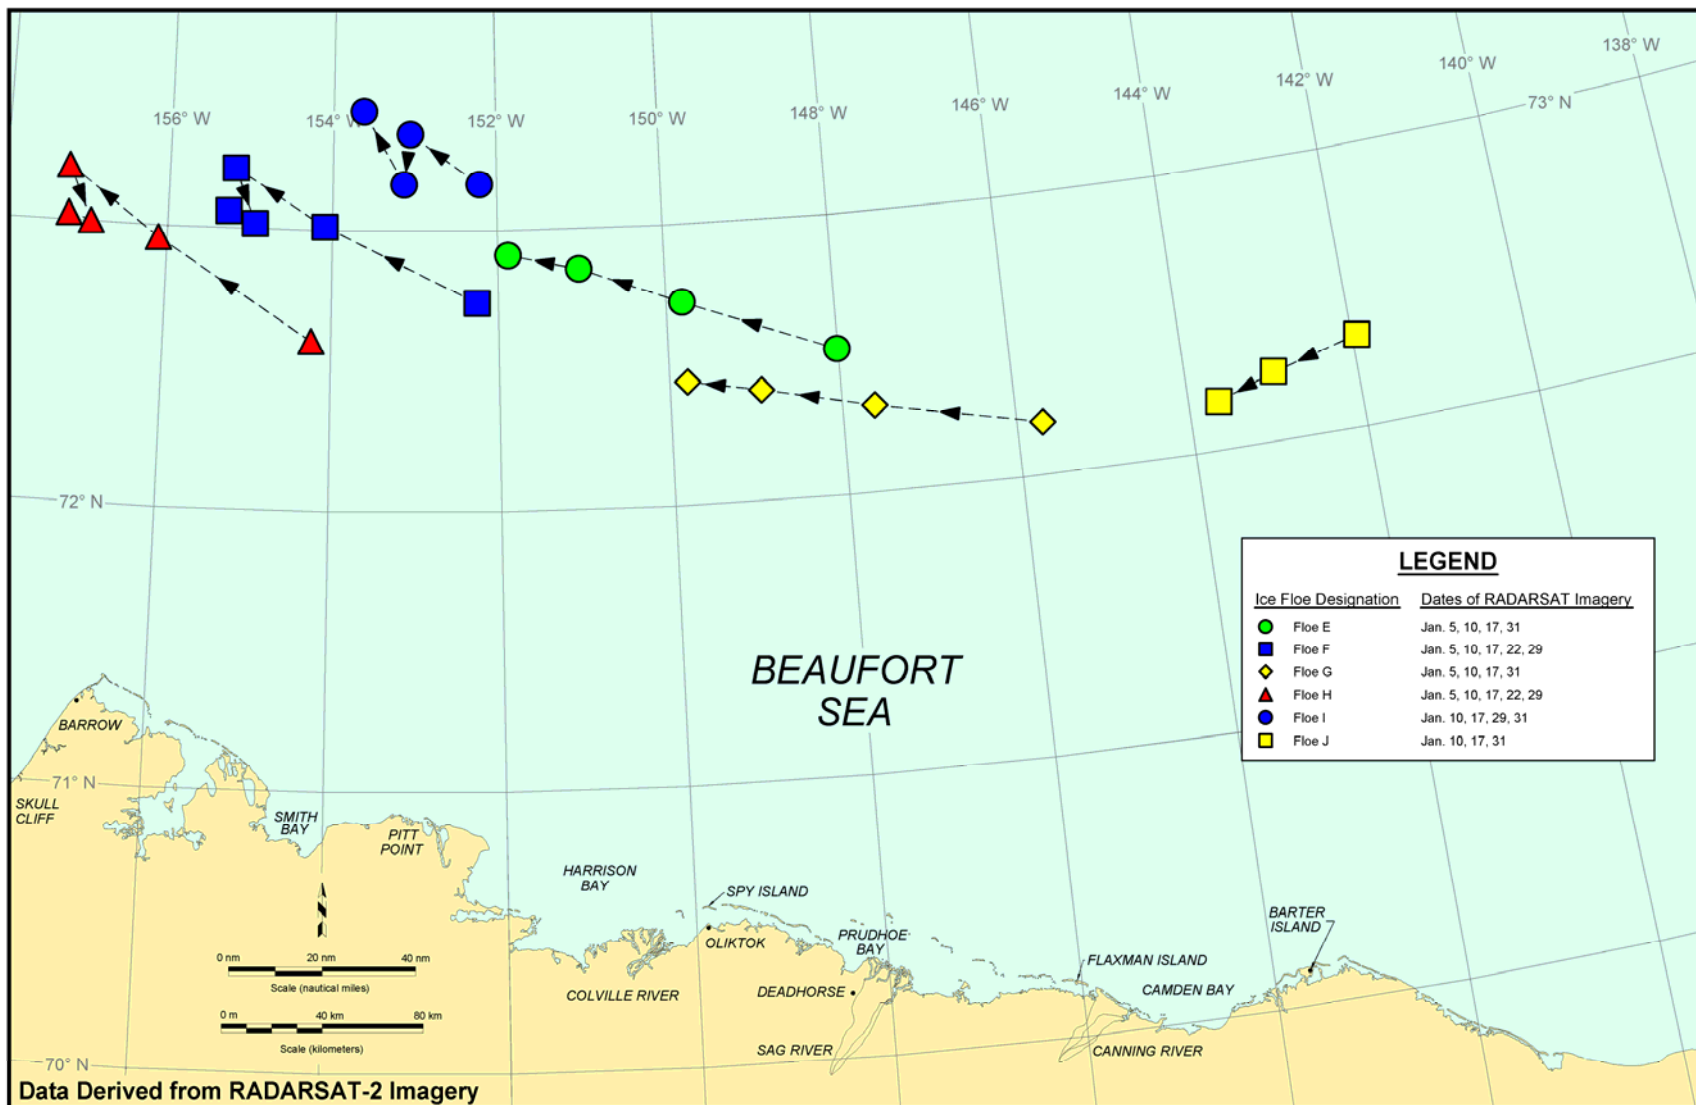 138° W
140° W
142° W
73° N
144° W
146° W
148° W
150° W
152° W
154° W
156° W
72° N
LEGEND
Ice Floe Designation Dates of RADARSAT Imagery
Floe E Jan. 5, 10, 17, 31
Floe F Jan. 5, 10, 17, 22, 29
Floe G Jan. 5, 10, 17, 31
Floe H Jan. 5, 10, 17, 22, 29
Floe I Jan. 10, 17, 29, 31
Floe J Jan. 10, 17, 31
BEAUFORT
SEA
BARROW
71° N
SKULL
CLIFF
SMITH
BAY
PITT
POINT
HARRISON
BAY
SPY ISLAND
OLIKTOK
PRUDHOE
BAY
BARTER
ISLAND
FLAXMAN ISLAND
CAMDEN BAY
DEADHORSE
COLVILLE RIVER
SAG RIVER
CANNING RIVER
0 nm 20 nm 40 nm
Scale (nautical miles)
0 m 40 km 80 km
Scale (kilometers)
70° N
Data Derived from RADARSAT-2 Imagery